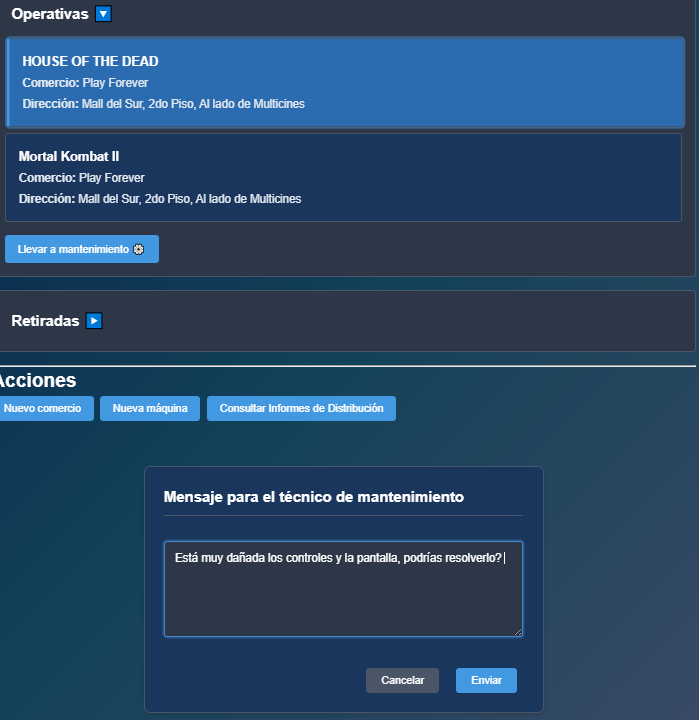 Operativas
HOUSE OF THE DEAD
Comercio: Play Forever
Dirección: Mall del Sur, 2do Piso, Al lado de Multicines
Mortal Kombat II
Comercio: Play Forever
Dirección: Mall del Sur, 2do Piso, Al lado de Multicines
Llevar a mantenimiento
Retiradas
Acciones
Nuevo comercio Nueva máquina Consultar Informes de Distribución
Mensaje para el técnico de mantenimiento
Está muy dañada los controles y la pantalla, podrías resolverlo?
Cancelar Enviar